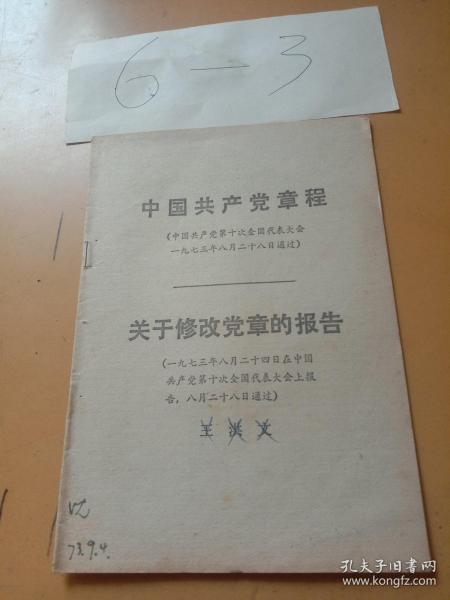 6—3
中国共产党章程
（中国共产党第十次全国代表大会
一九七三年八月二十八日通过）
关于修改党章的报告
（一九七三年八月二十四日在中国
共产党第十次全国代表大会上报
告，八月二十八日通过）
王洪文
73.9.4.
孔夫子旧书网
www.kongfz.com